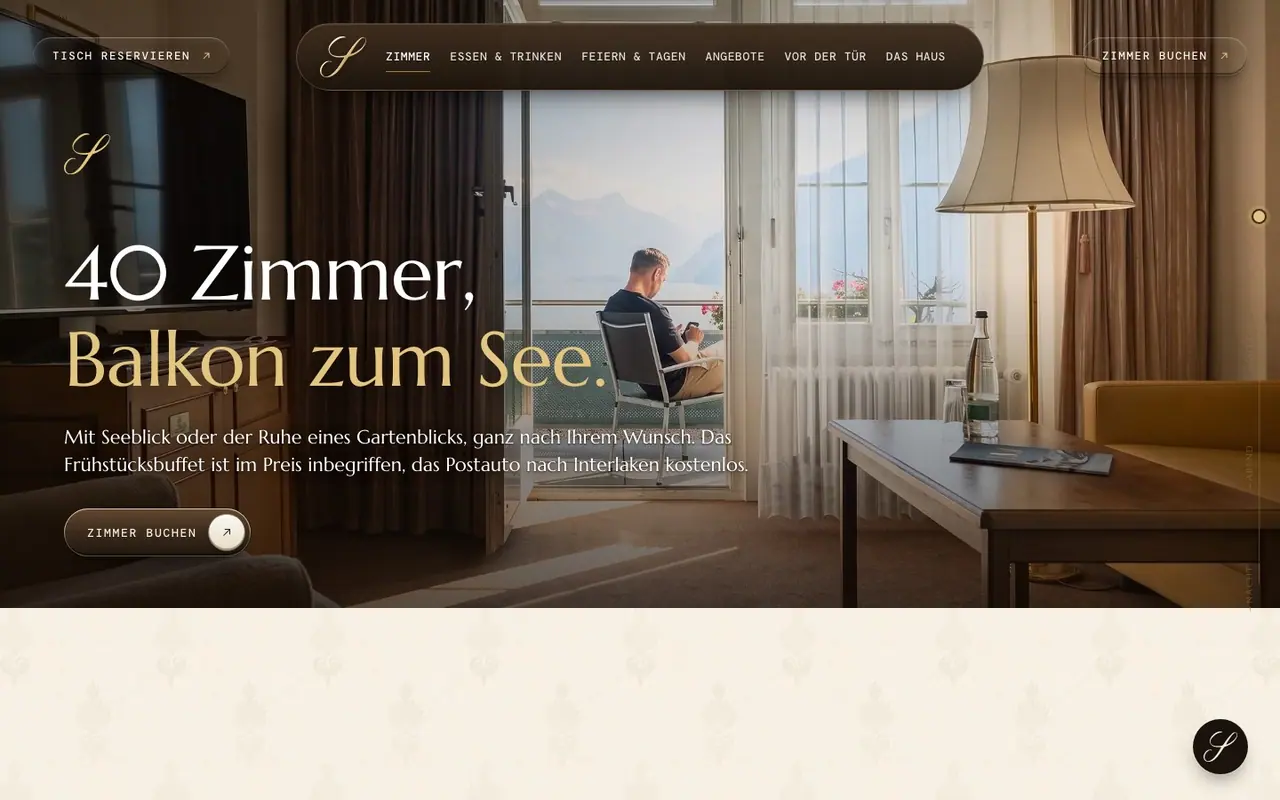 TISCH RESERVIEREN
ZIMMER
ESSEN & TRINKEN
FEIERN & TAGEN
ANGEBOTE
VOR DER TÜR
DAS HAUS
ZIMMER BUCHEN
40 Zimmer,
Balkon zum See.
Mit Seeblick oder der Ruhe eines Gartenblicks, ganz nach Ihrem Wunsch. Das
Frühstücksbuffet ist im Preis inbegriffen, das Postauto nach Interlaken kostenlos.
ZIMMER BUCHEN